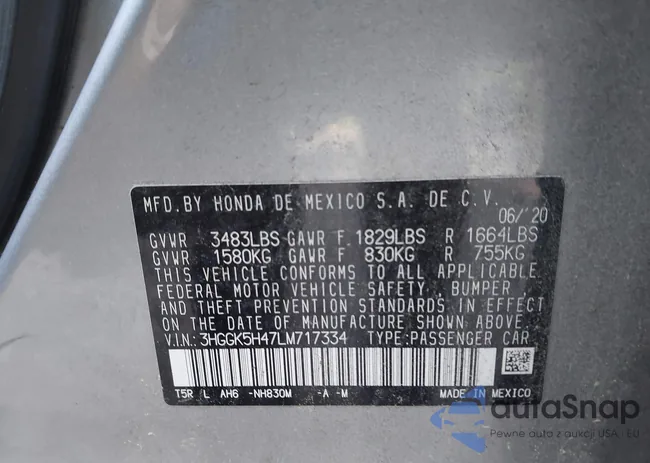 MFD. BY HONDA DE MEXICO S.A. DE C.V.
06/ʼ20
GVWR 3483LBS GAWR F 1829LBS R 1664LBS
GVWR 1580KG GAWR F 830KG R 755KG
THIS VEHICLE CONFORMS TO ALL APPLICABLE
FEDERAL MOTOR VEHICLE SAFETY, BUMPER
AND THEFT PREVENTION STANDARDS IN EFFECT
ON THE DATE OF MANUFACTURE SHOWN ABOVE.
V.I.N: 3HGGK5H47LM717334 TYPE:PASSENGER CAR
T5R L AH6 -NH830M -A -M MADE IN MEXICO
autaSnap
Pewne auta z aukcji USA, EU